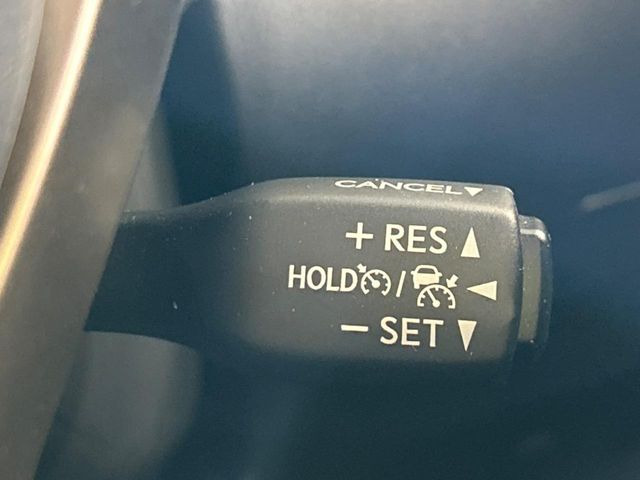 CANCEL▼
+ RES ▲
HOLD / ◀
− SET ▼